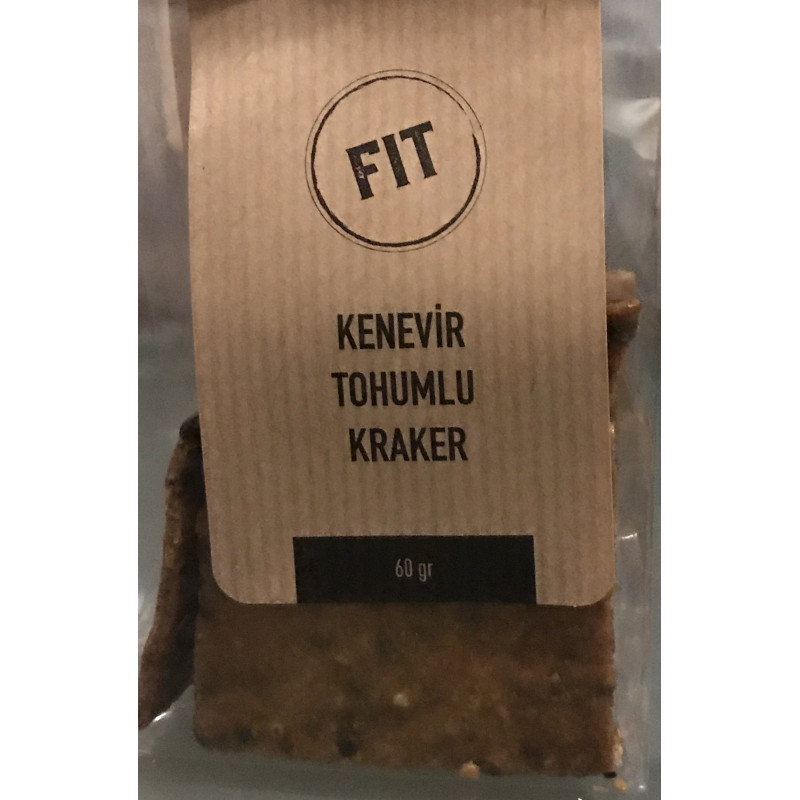 FIT
KENEVİR
TOHUMLU
KRAKER
60 gr